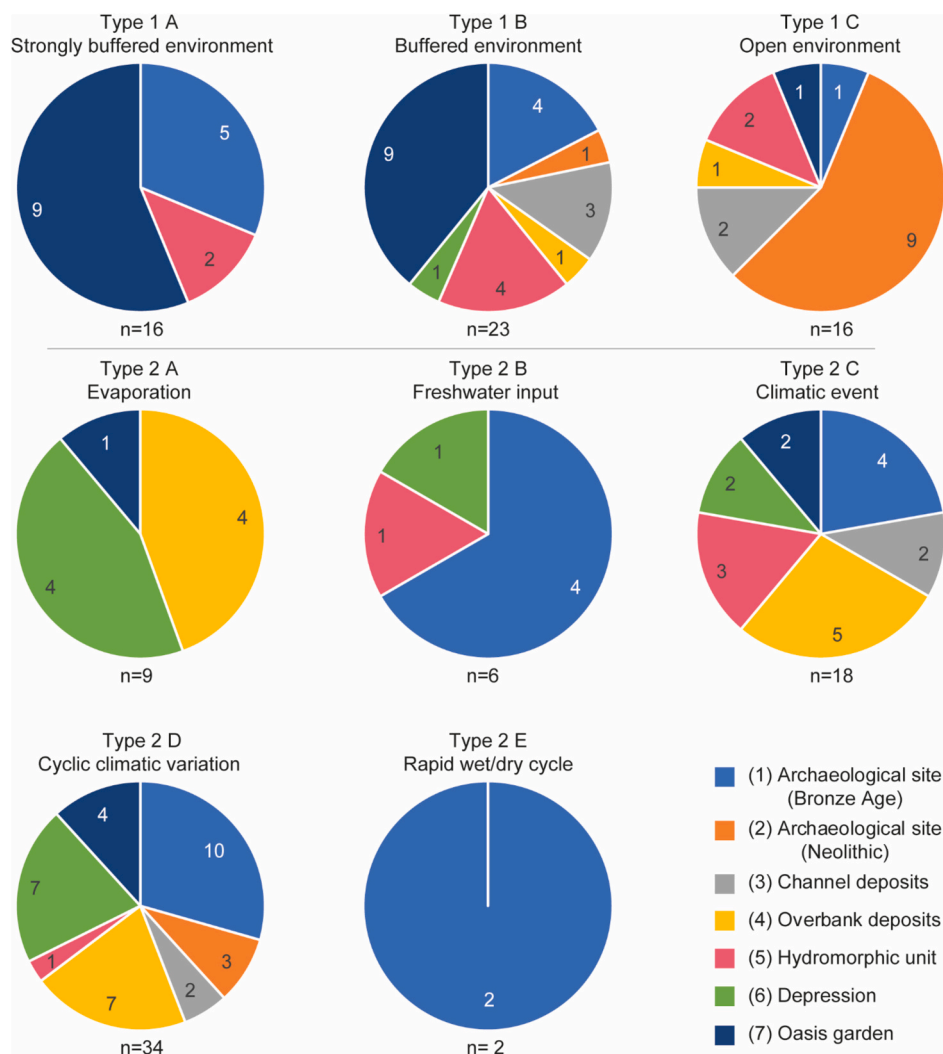 Type 1 A
Strongly buffered environment
5
2
9
n=16
Type 1 B
Buffered environment
4
1
3
1
4
1
9
n=23
Type 1 C
Open environment
1
9
2
1
2
1
n=16
Type 2 A
Evaporation
4
4
1
n=9
Type 2 B
Freshwater input
4
1
1
n=6
Type 2 C
Climatic event
4
2
5
3
2
2
n=18
Type 2 D
Cyclic climatic variation
10
3
2
7
1
7
4
n=34
Type 2 E
Rapid wet/dry cycle
2
n= 2
(1) Archaeological site
(Bronze Age)
(2) Archaeological site
(Neolithic)
(3) Channel deposits
(4) Overbank deposits
(5) Hydromorphic unit
(6) Depression
(7) Oasis garden